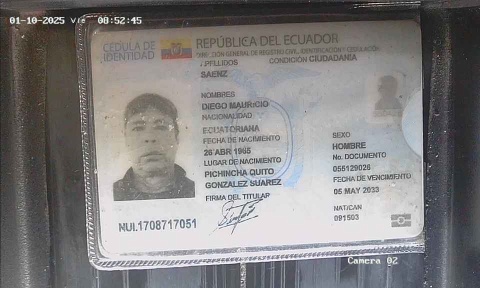 01-10-2025 Vie 08:52:45
CÉDULA DE IDENTIDAD
REPÚBLICA DEL ECUADOR
DIRECCIÓN GENERAL DE REGISTRO CIVIL, IDENTIFICACIÓN Y CEDULACIÓN
APELLIDOS
CONDICIÓN CIUDADANÍA
SAENZ
NOMBRES
DIEGO MAURICIO
NACIONALIDAD
ECUATORIANA
FECHA DE NACIMIENTO
26 ABR 1965
LUGAR DE NACIMIENTO
PICHINCHA QUITO
GONZALEZ SUAREZ
FIRMA DEL TITULAR
SEXO
HOMBRE
No. DOCUMENTO
055129026
FECHA DE VENCIMIENTO
05 MAY 2033
NAT/CAN
091503
NUI.1708717051
Camera 02